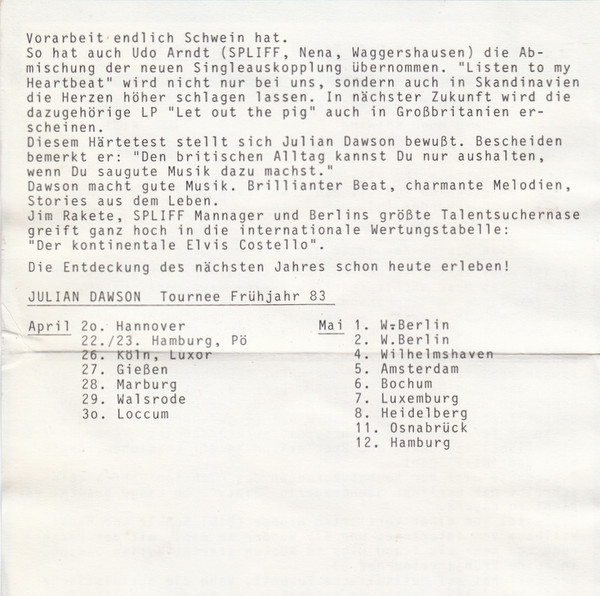 Vorarbeit endlich Schwein hat.
So hat auch Udo Arndt (SPLIFF, Nena, Waggershausen) die Ab-
mischung der neuen Singleauskopplung übernommen. "Listen to my
Heartbeat" wird nicht nur bei uns, sondern auch in Skandinavien
die Herzen höher schlagen lassen. In nächster Zukunft wird die
dazugehörige LP "Let out the pig" auch in Großbritanien er-
scheinen.
Diesem Härtetest stellt sich Julian Dawson bewußt. Bescheiden
bemerkt er: "Den britischen Alltag kannst Du nur aushalten,
wenn Du saugute Musik dazu machst."
Dawson macht gute Musik. Brillianter Beat, charmante Melodien,
Stories aus dem Leben.
Jim Rakete, SPLIFF Mannager und Berlins größte Talentsuchernase
greift ganz hoch in die internationale Wertungstabelle:
"Der kontinentale Elvis Costello".
Die Entdeckung des nächsten Jahres schon heute erleben!
JULIAN DAWSON  Tournee Frühjahr 83
April 2o. Hannover
22./23. Hamburg, Pö
26. Köln, Luxor
27. Gießen
28. Marburg
29. Walsrode
3o. Loccum
Mai 1. W.Berlin
2. W.Berlin
4. Wilhelmshaven
5. Amsterdam
6. Bochum
7. Luxemburg
8. Heidelberg
11. Osnabrück
12. Hamburg